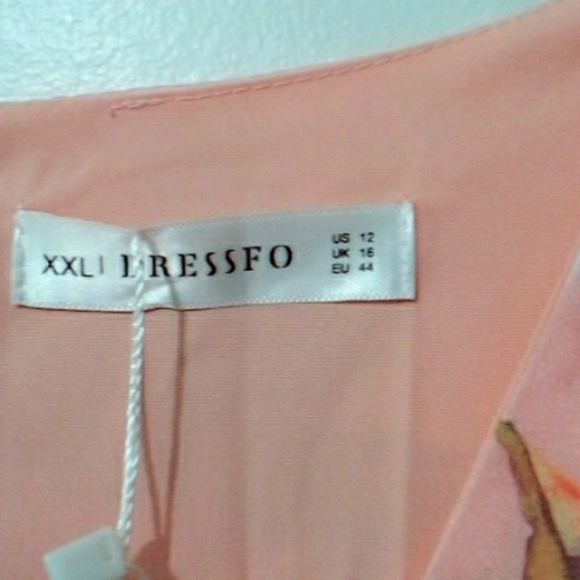 XXL| DRESSFO
US 12
UK 16
EU 44